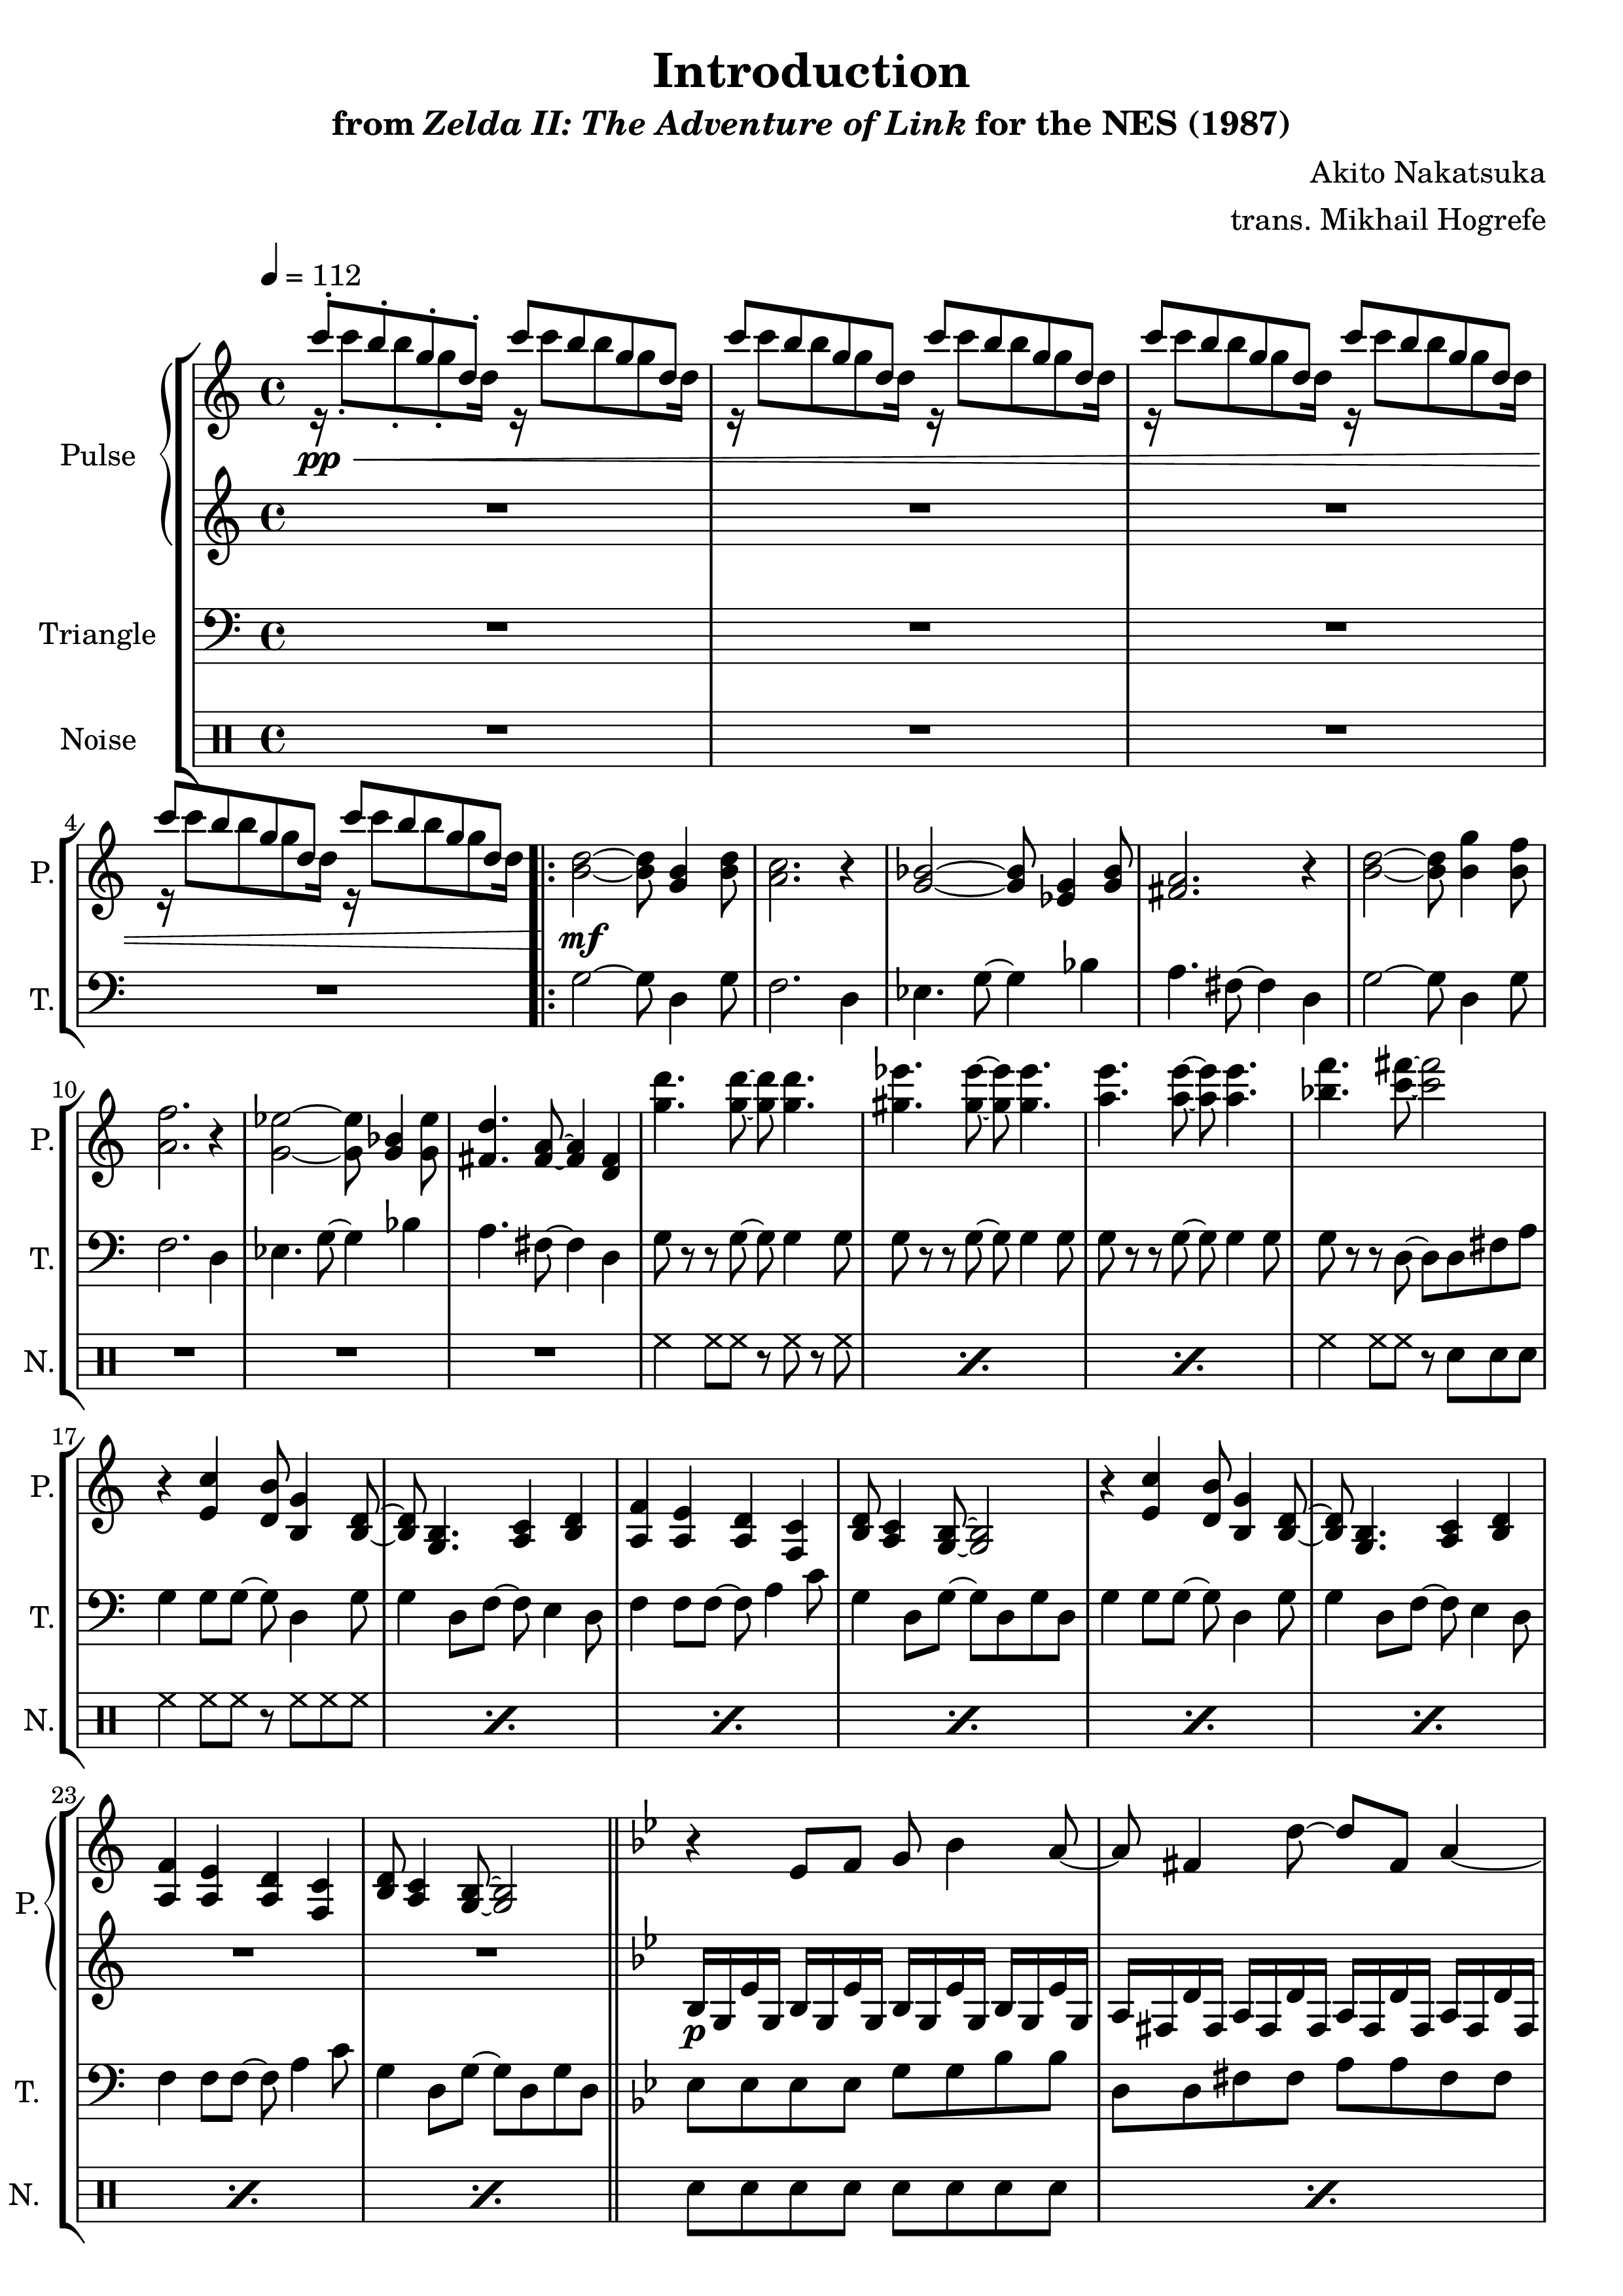 Introduction
from Zelda II: The Adventure of Link for the NES (1987)
Akito Nakatsuka
trans. Mikhail Hogrefe
= 112
Pulse
pp
Triangle
Noise
4
P.
mf
T.
10
P.
T.
N.
17
P.
T.
N.
23
P.
p
T.
N.